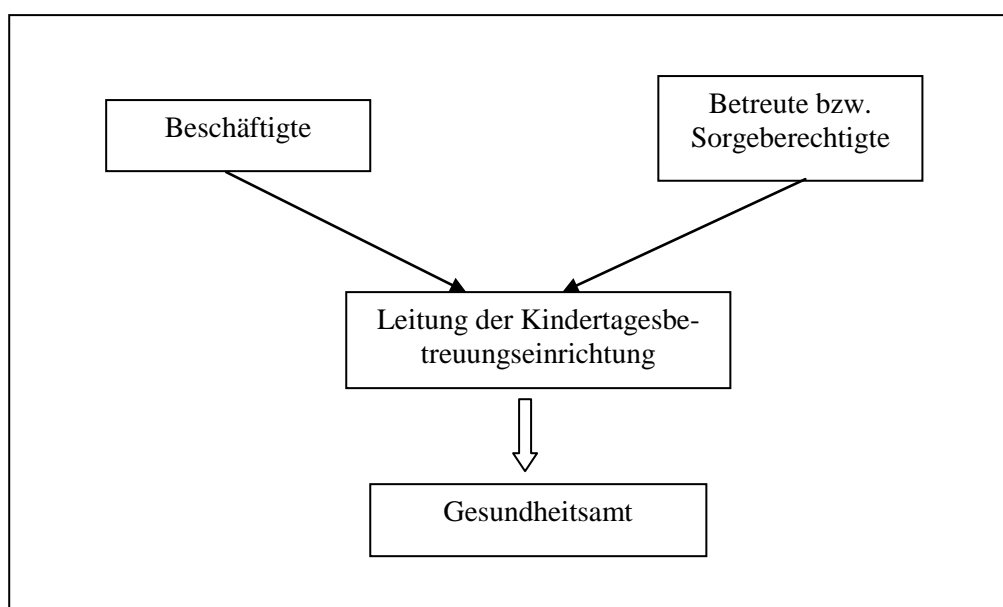 Beschäftigte
Betreute bzw.
Sorgeberechtigte
Leitung der Kindertagesbe-
treuungseinrichtung
Gesundheitsamt